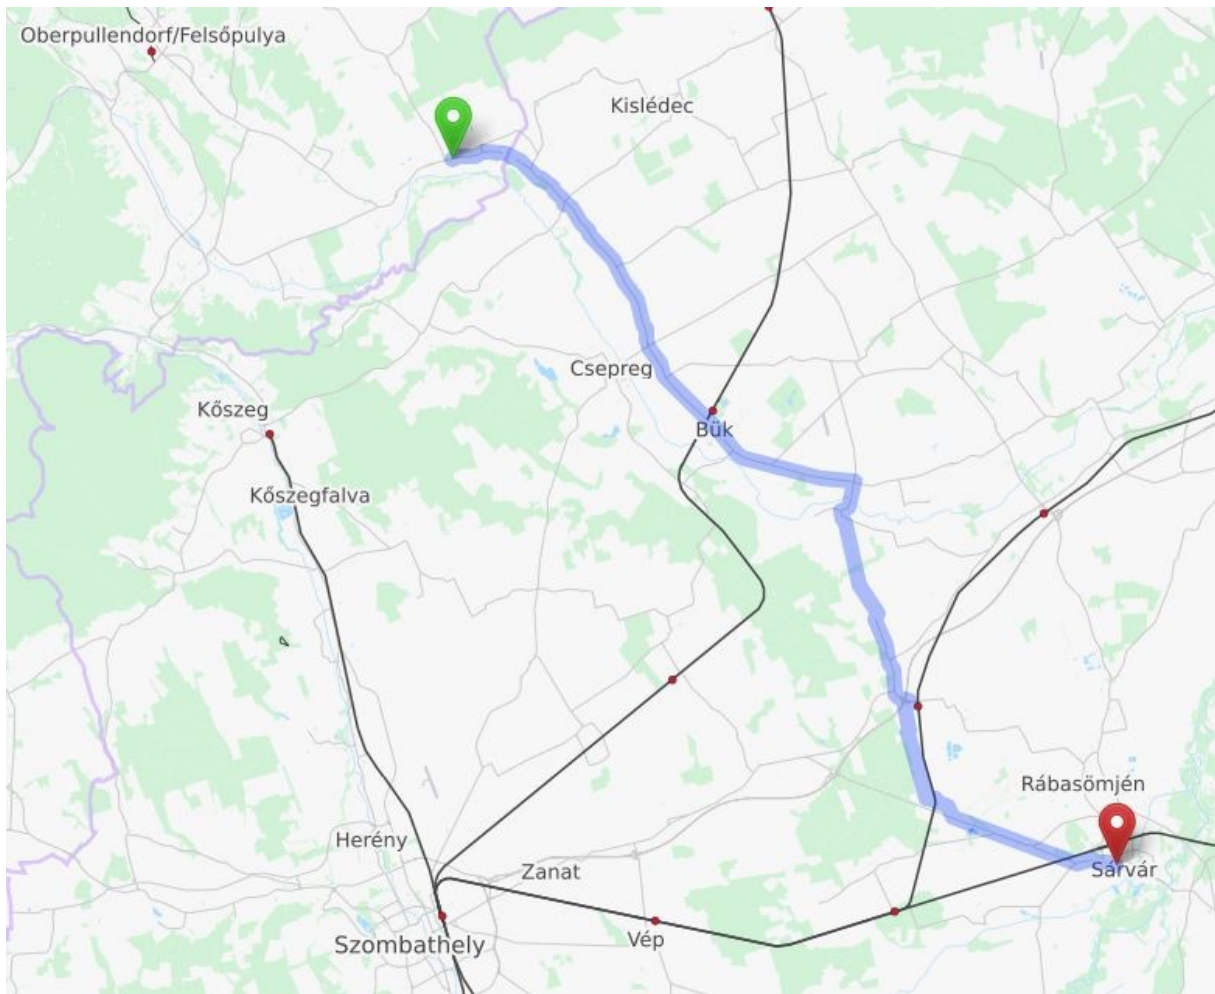 Oberpullendorf/Felsőpulya
Kislédec
Csepreg
Kőszeg
Bük
Kőszegfalva
Rábasömjén
Herény
Zanat
Sárvár
Szombathely
Vép